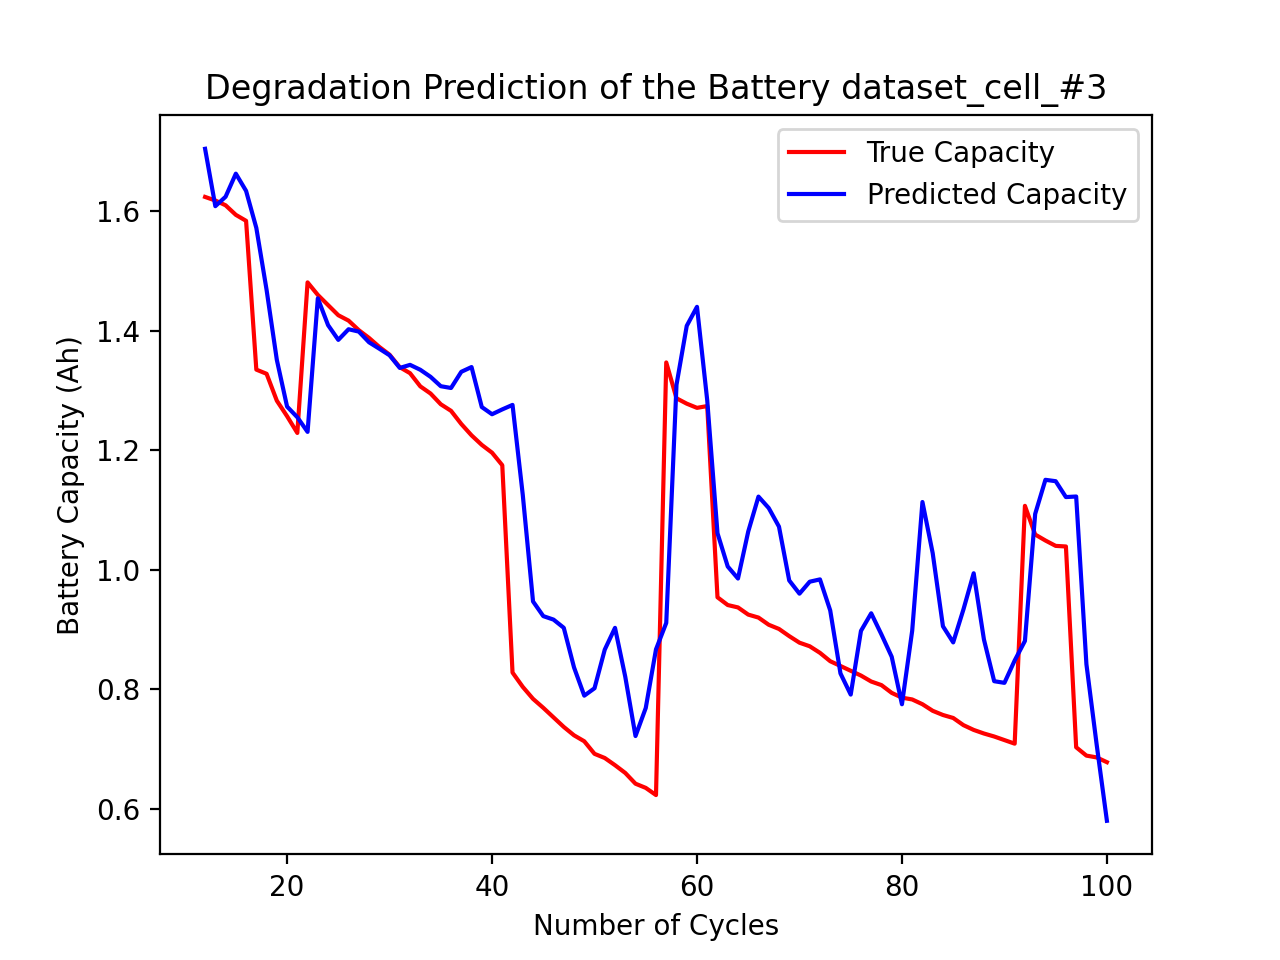 Degradation Prediction of the Battery dataset_cell_#3
True Capacity
Predicted Capacity
Battery Capacity (Ah)
1.6
1.4
1.2
1.0
0.8
0.6
20 40 60 80 100
Number of Cycles